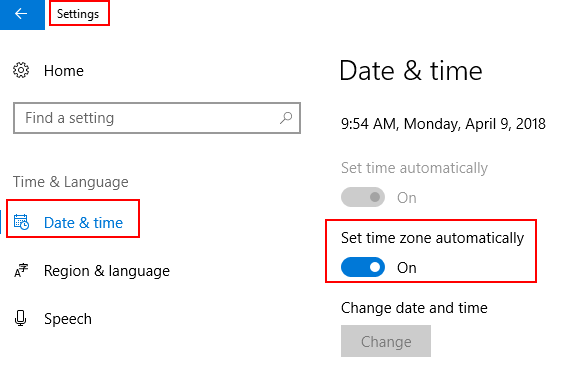 Settings
Home
Find a setting
Time & Language
Date & time
Region & language
Speech
Date & time
9:54 AM, Monday, April 9, 2018
Set time automatically
On
Set time zone automatically
On
Change date and time
Change